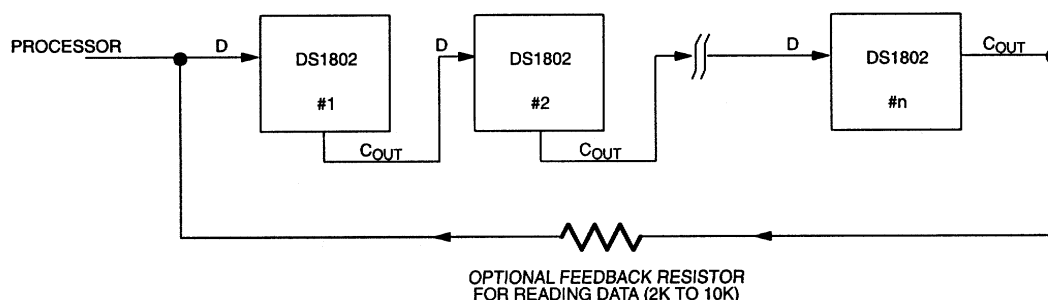 PROCESSOR
D
DS1802
#1
COUT
D
DS1802
#2
COUT
D
DS1802
#n
COUT
OPTIONAL FEEDBACK RESISTOR
FOR READING DATA (2K TO 10K)